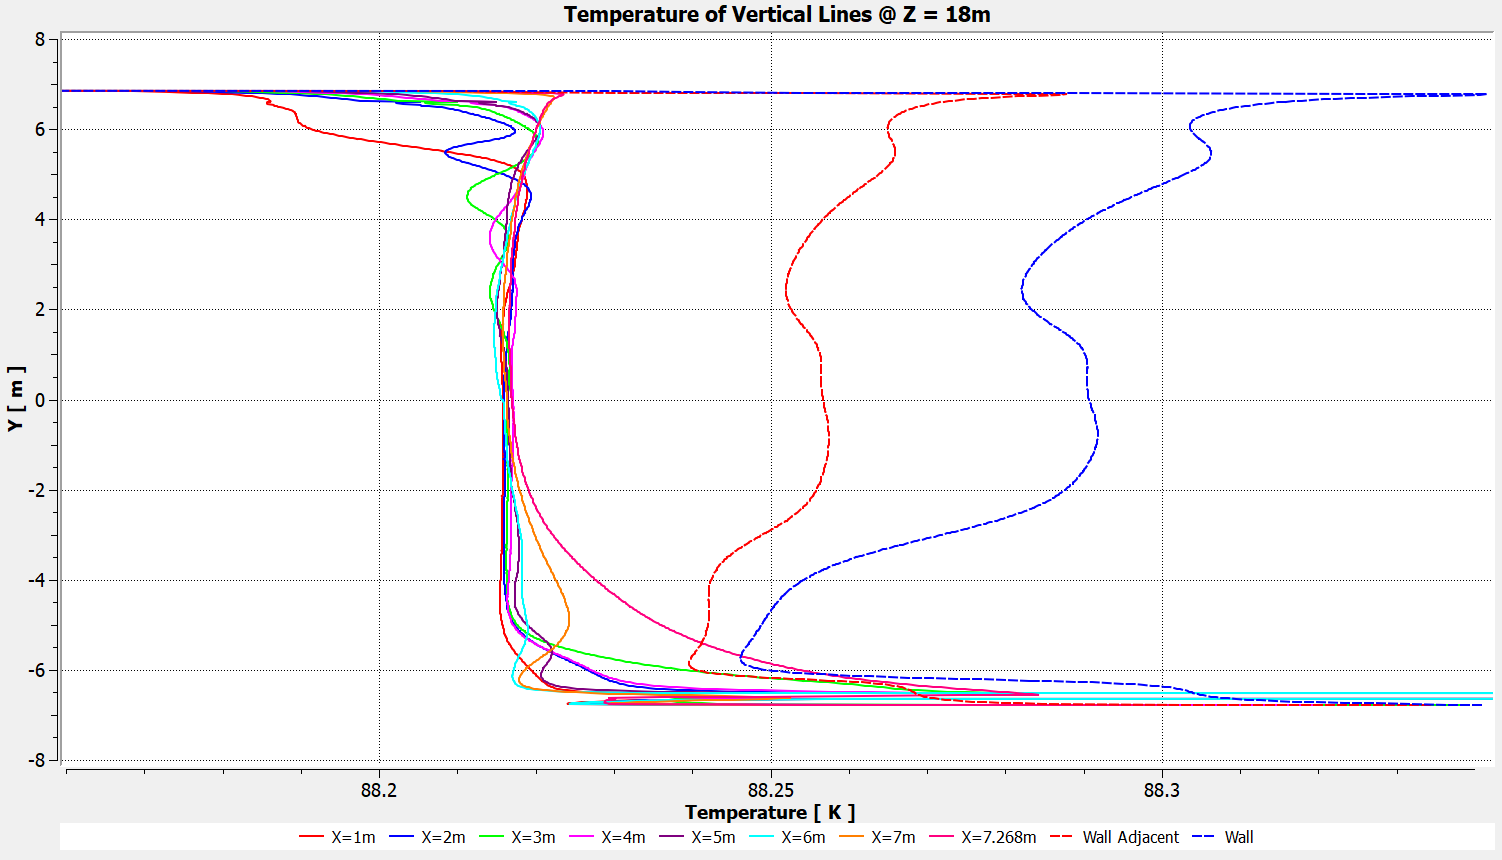 Temperature of Vertical Lines @ Z = 18m
8
6
4
2
0
-2
-4
-6
-8
Y [ m ]
88.2 88.25 88.3
Temperature [ K ]
X=1m X=2m X=3m X=4m X=5m X=6m X=7m X=7.268m Wall Adjacent Wall